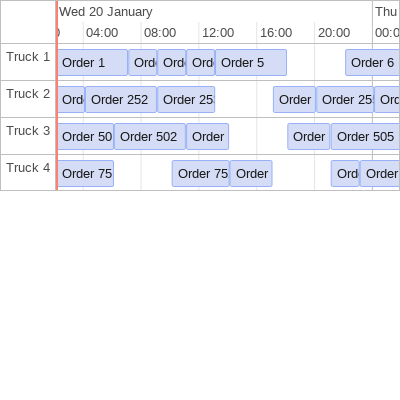 Wed 20 January Thu
04:00 08:00 12:00 16:00 20:00 00:0
Truck 1 Order 1 Ord Ord Ord Order 5 Order 6
Truck 2 Ord Order 252 Order 25 Order Order 25 Ord
Truck 3 Order 50 Order 502 Order Order Order 505
Truck 4 Order 75 Order 75 Order Ord Order